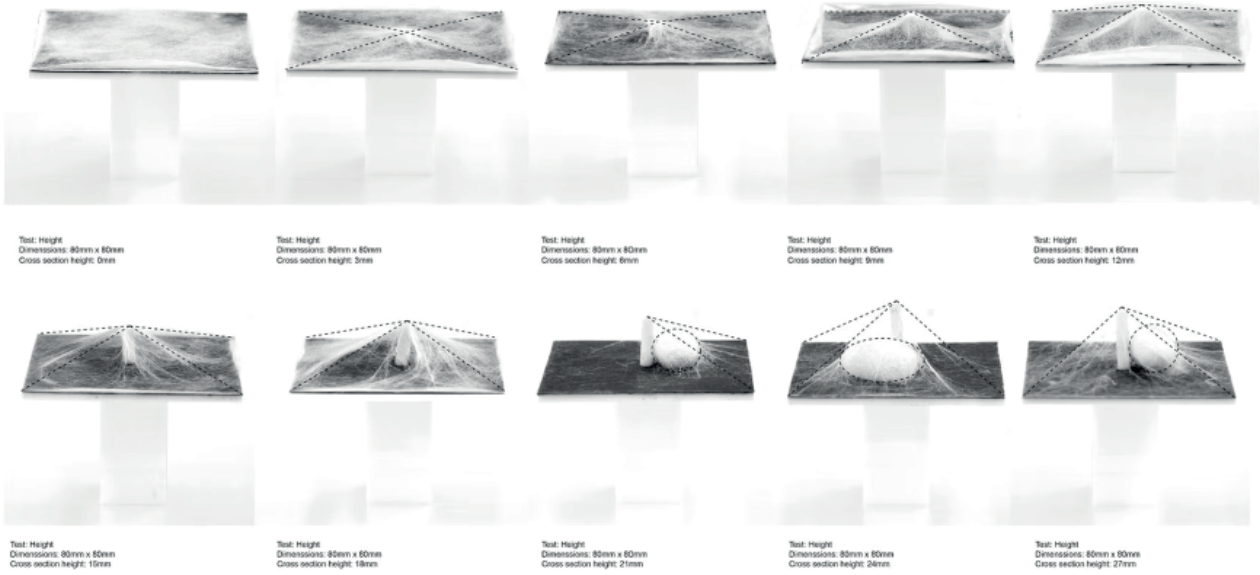 Test: Height
Dimenssions: 80mm x 80mm
Cross section height: 0mm
Test: Height
Dimenssions: 80mm x 80mm
Cross section height: 3mm
Test: Height
Dimenssions: 80mm x 80mm
Cross section height: 6mm
Test: Height
Dimenssions: 80mm x 80mm
Cross section height: 9mm
Test: Height
Dimenssions: 80mm x 80mm
Cross section height: 12mm
Test: Height
Dimenssions: 80mm x 80mm
Cross section height: 15mm
Test: Height
Dimenssions: 80mm x 80mm
Cross section height: 18mm
Test: Height
Dimenssions: 80mm x 80mm
Cross section height: 21mm
Test: Height
Dimenssions: 80mm x 80mm
Cross section height: 24mm
Test: Height
Dimenssions: 80mm x 80mm
Cross section height: 27mm